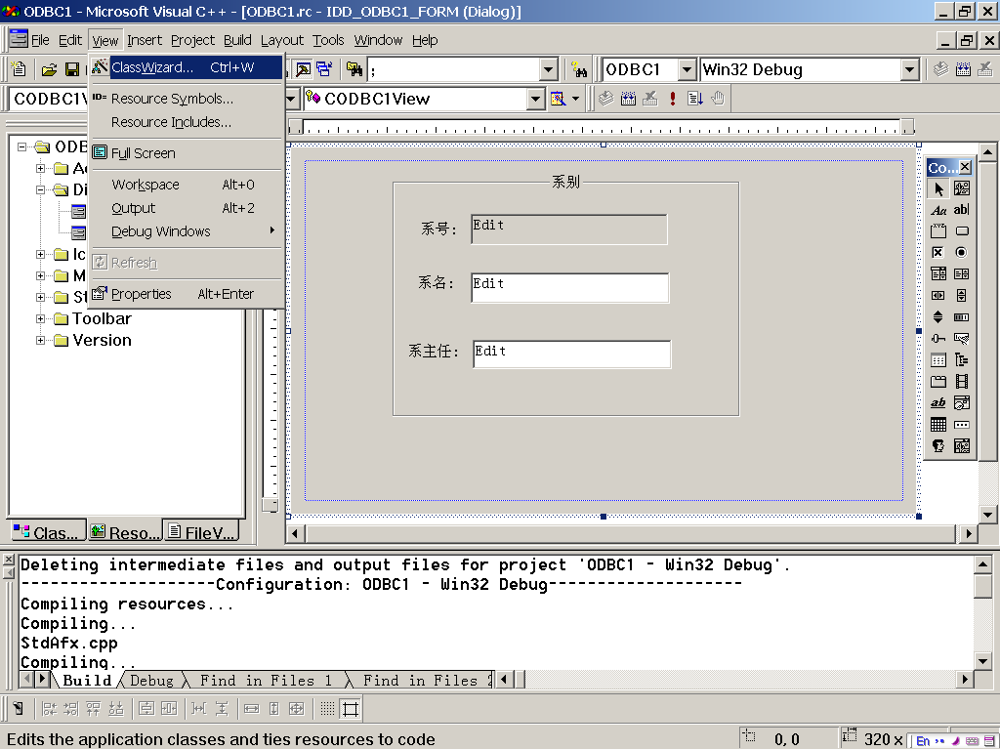 ODBC1 - Microsoft Visual C++ - [ODBC1.rc - IDD_ODBC1_FORM (Dialog)]
File Edit View Insert Project Build Layout Tools Window Help
;
ODBC1
Win32 Debug
CODBC1V
CODBC1View
ClassWizard... Ctrl+W
Resource Symbols...
Resource Includes...
Full Screen
Workspace Alt+0
Output Alt+2
Debug Windows
Refresh
Properties Alt+Enter
ODB
Ac
Di
Ic
M
St
Toolbar
Version
Clas... Reso... FileV...
系别
系号: Edit
系名: Edit
系主任: Edit
Co...
Aa ab|
ab
Deleting intermediate files and output files for project 'ODBC1 - Win32 Debug'.
--------------------Configuration: ODBC1 - Win32 Debug--------------------
Compiling resources...
Compiling...
StdAfx.cpp
Compiling...
Build Debug Find in Files 1 Find in Files 2
Edits the application classes and ties resources to code
0, 0
320 x
En